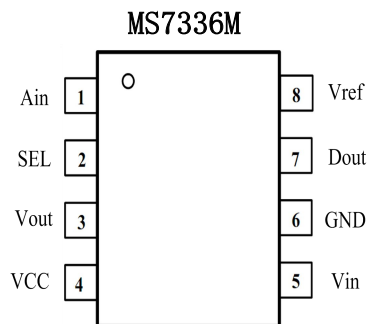 MS7336M
Ain 1 8 Vref
SEL 2 7 Dout
Vout 3 6 GND
VCC 4 5 Vin